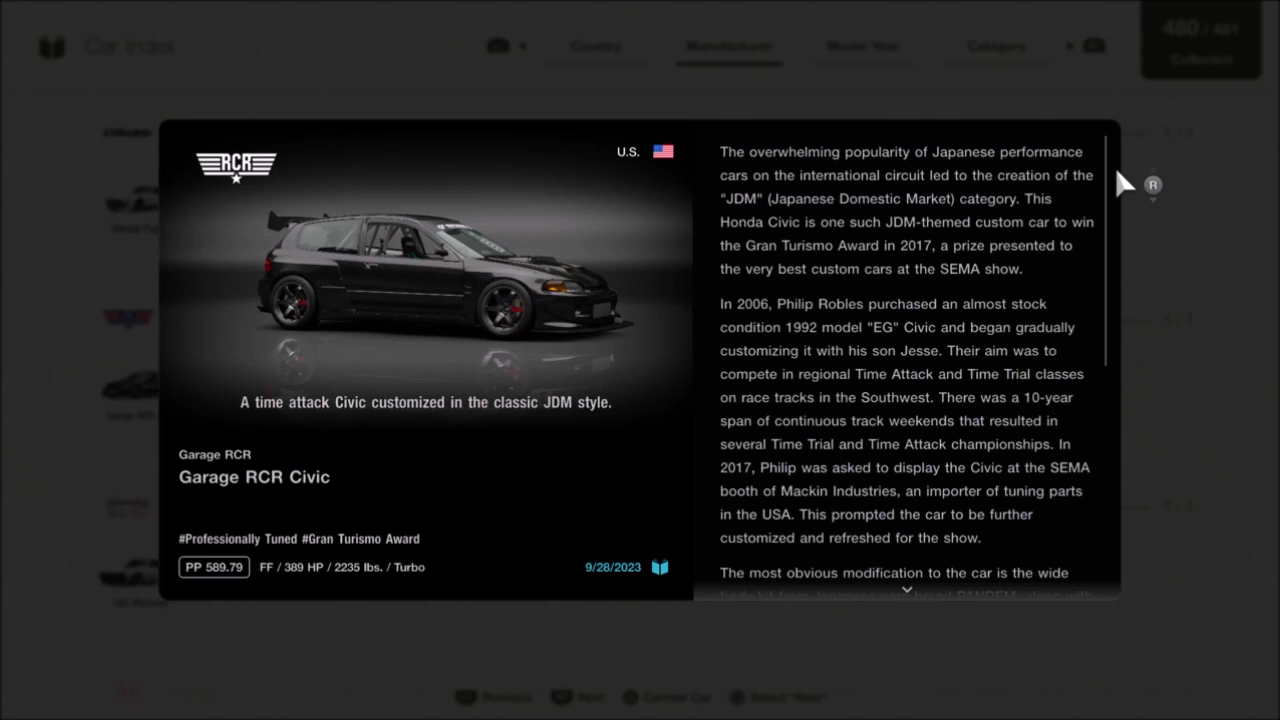 Car Index
Country
Manufacturer
Model Year
Category
480 / 481
Collected
RCR
U.S.
A time attack Civic customized in the classic JDM style.
Garage RCR
Garage RCR Civic
#Professionally Tuned #Gran Turismo Award
PP 589.79
FF / 389 HP / 2235 lbs. / Turbo
9/28/2023
The overwhelming popularity of Japanese performance
cars on the international circuit led to the creation of the
"JDM" (Japanese Domestic Market) category. This
Honda Civic is one such JDM-themed custom car to win
the Gran Turismo Award in 2017, a prize presented to
the very best custom cars at the SEMA show.
In 2006, Philip Robles purchased an almost stock
condition 1992 model "EG" Civic and began gradually
customizing it with his son Jesse. Their aim was to
compete in regional Time Attack and Time Trial classes
on race tracks in the Southwest. There was a 10-year
span of continuous track weekends that resulted in
several Time Trial and Time Attack championships. In
2017, Philip was asked to display the Civic at the SEMA
booth of Mackin Industries, an importer of tuning parts
in the USA. This prompted the car to be further
customized and refreshed for the show.
The most obvious modification to the car is the wide
R
Previous
Next
Current Car
Select "New"